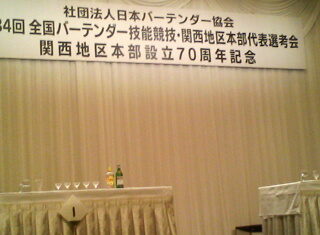 社団法人日本バーテンダー協会
34回 全国バーテンダー技能競技・関西地区本部代表選考会
関西地区本部設立70周年記念
1